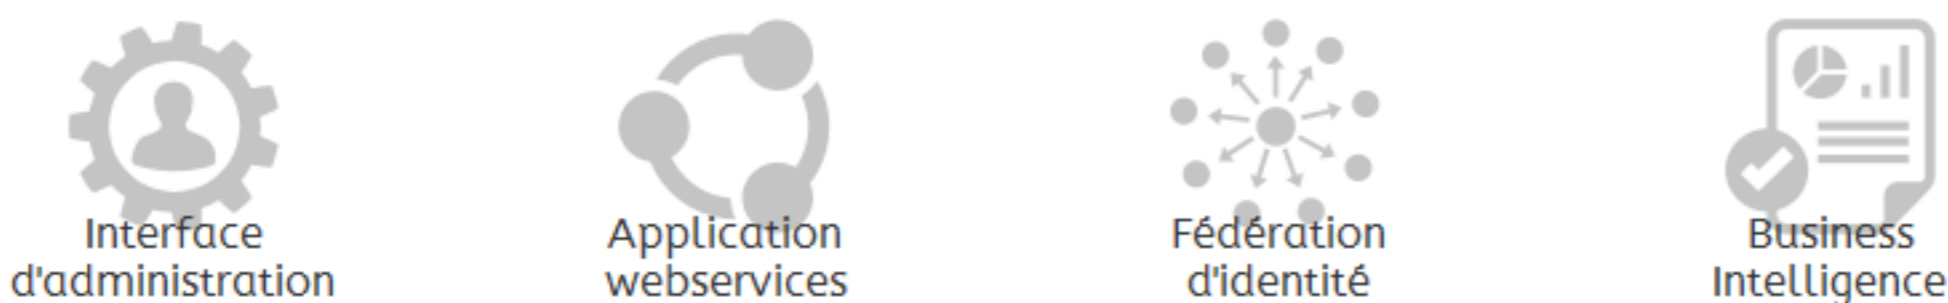 Interface
d'administration
Application
webservices
Fédération
d'identité
Business
Intelligence